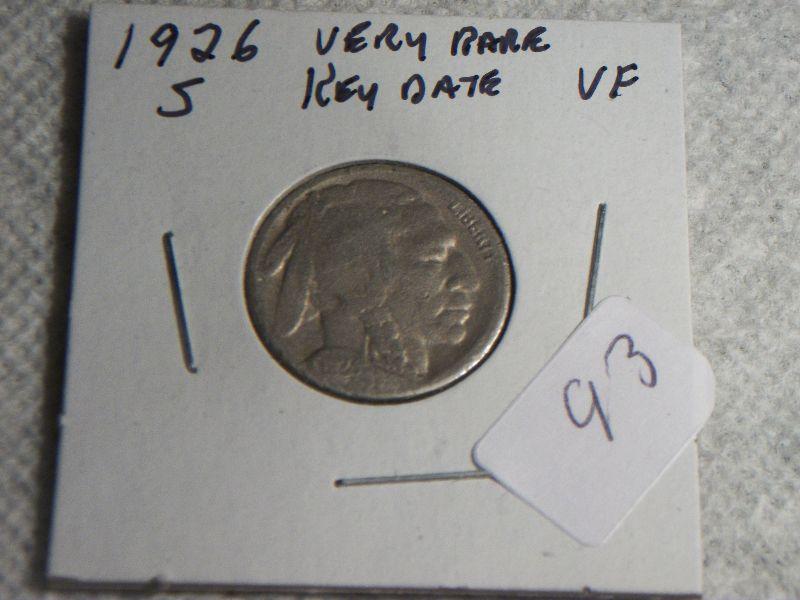 1926 VERY RARE
S KEY DATE VF
LIBERTY
93